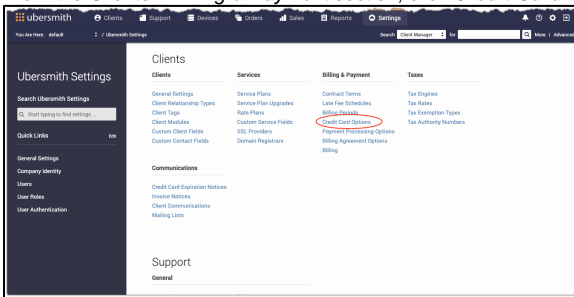 ubersmith Clients Support Devices Orders Sales Reports Settings
You Are Here: default / Ubersmith Settings Search Client Manager for More | Advanced
Ubersmith Settings
Search Ubersmith Settings
Start typing to find settings ...
Quick Links Edit
General Settings
Company Identity
Users
User Roles
User Authentication
Clients
Clients Services Billing & Payment Taxes
General Settings Service Plans Contract Terms Tax Engines
Client Relationship Types Service Plan Upgrades Late Fee Schedules Tax Rates
Client Tags Rate Plans Billing Periods Tax Exemption Types
Client Modules Custom Service Fields Credit Card Options Tax Authority Numbers
Custom Client Fields SSL Providers Payment Processing Options
Custom Contact Fields Domain Registrars Billing Agreement Options
Billing
Communications
Credit Card Expiration Notices
Invoice Notices
Client Communications
Mailing Lists
Support
General